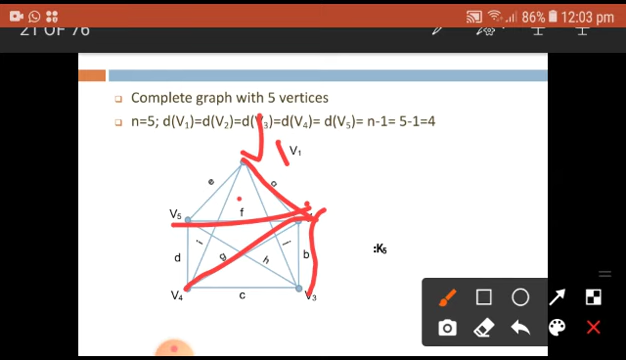 86% 12:03 pm
21 OF 76
Complete graph with 5 vertices
n=5; d(V₁)=d(V₂)=d(V₃)=d(V₄)= d(V₅)= n-1= 5-1=4
V₁
e
V₅
f
d
g
h
b
:K₅
V₄
c
V₃